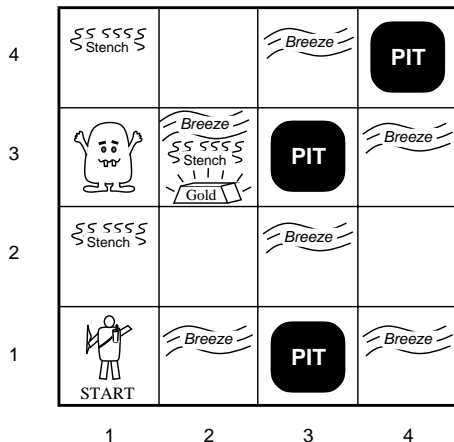 4
Stench
Breeze
PIT
3
Breeze
Stench
Gold
PIT
Breeze
2
Stench
Breeze
1
START
Breeze
PIT
Breeze
1 2 3 4